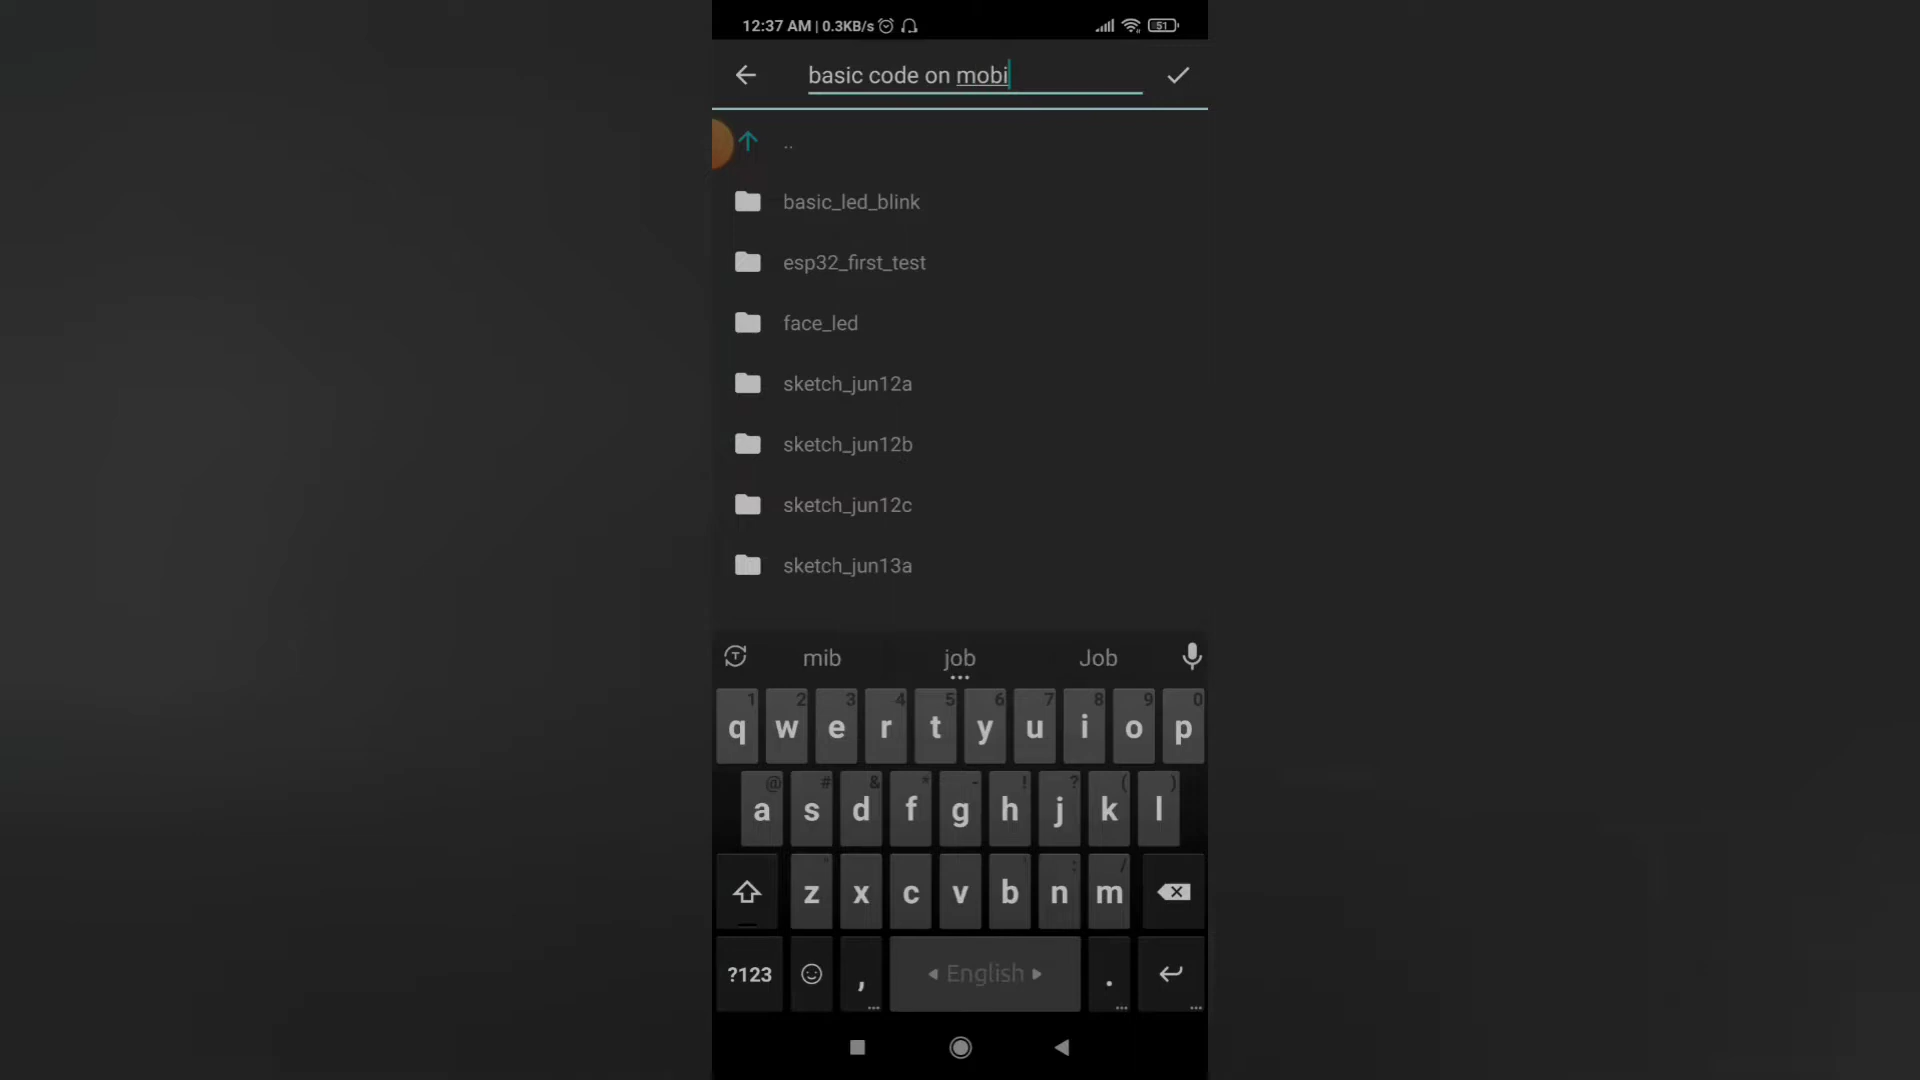 12:37 AM | 0.3KB/s 51
basic code on mobi
..
basic_led_blink
esp32_first_test
face_led
sketch_jun12a
sketch_jun12b
sketch_jun12c
sketch_jun13a
mib job Job
1 2 3 4 5 6 7 8 9 0
q w e r t y u i o p
@ # & * - ! ? ( )
a s d f g h j k l
z x c v b n m
?123 , English .